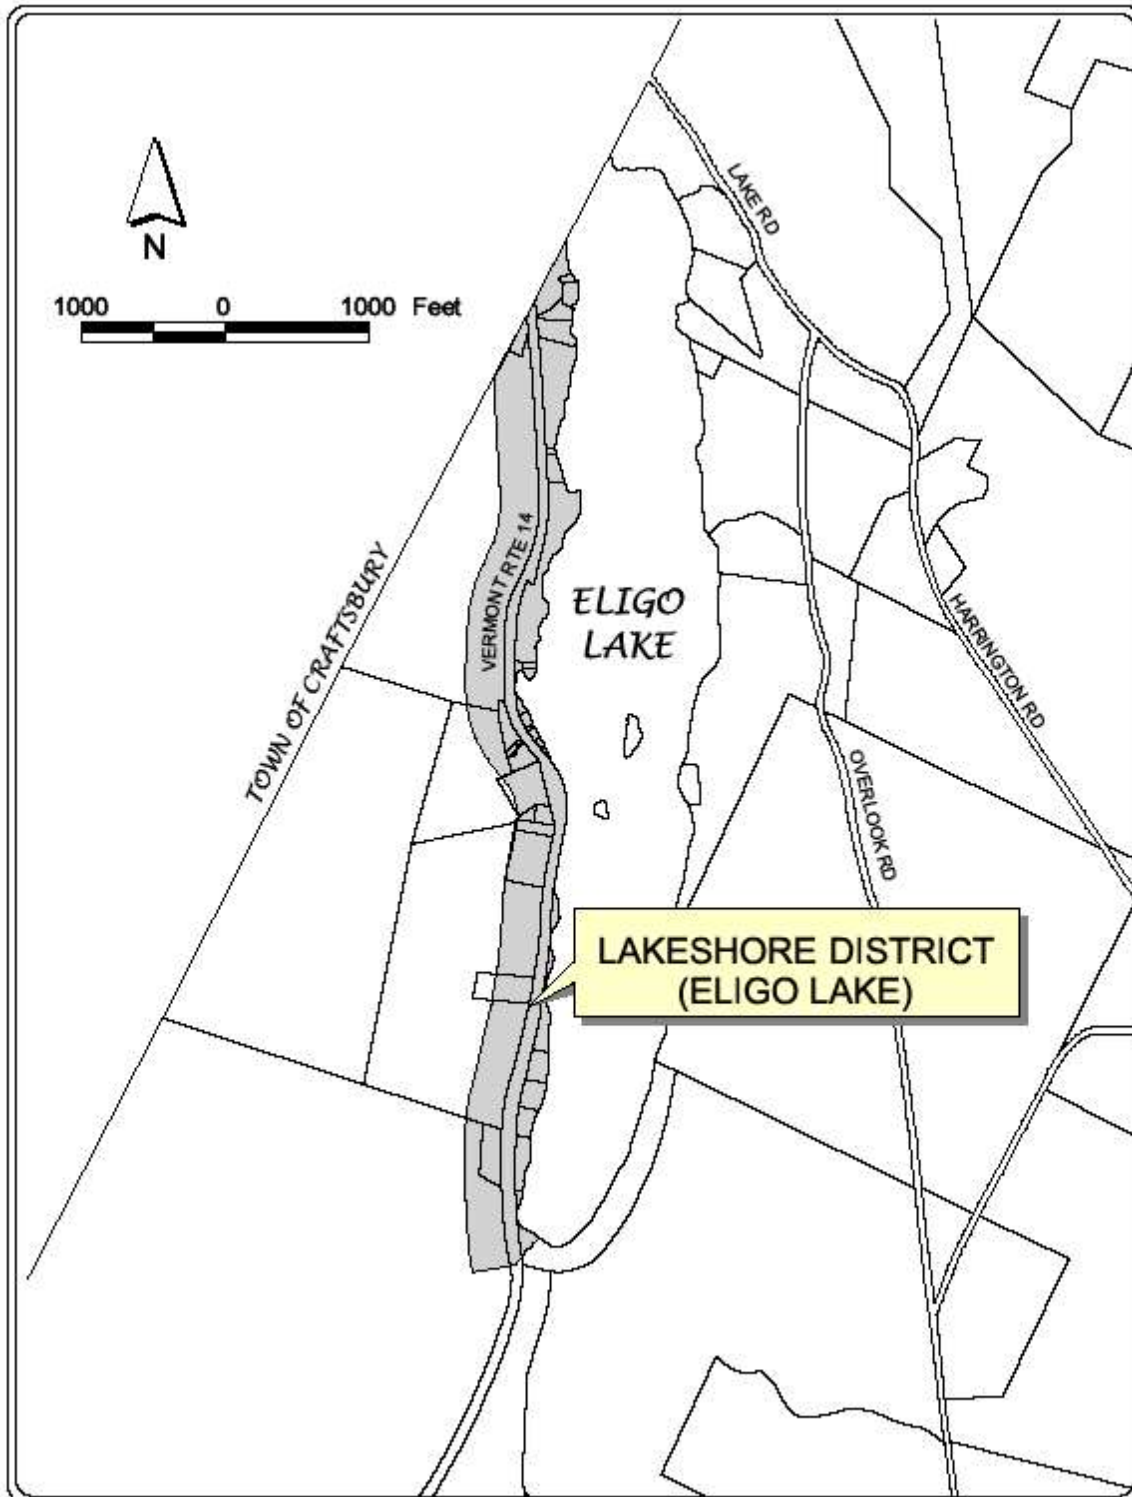 LAKE RD
N
1000 0 1000 Feet
VERMONT RTE 14
TOWN OF CRAFTSBURY
ELIGO
LAKE
HARRINGTON RD
OVERLOOK RD
LAKESHORE DISTRICT
(ELIGO LAKE)